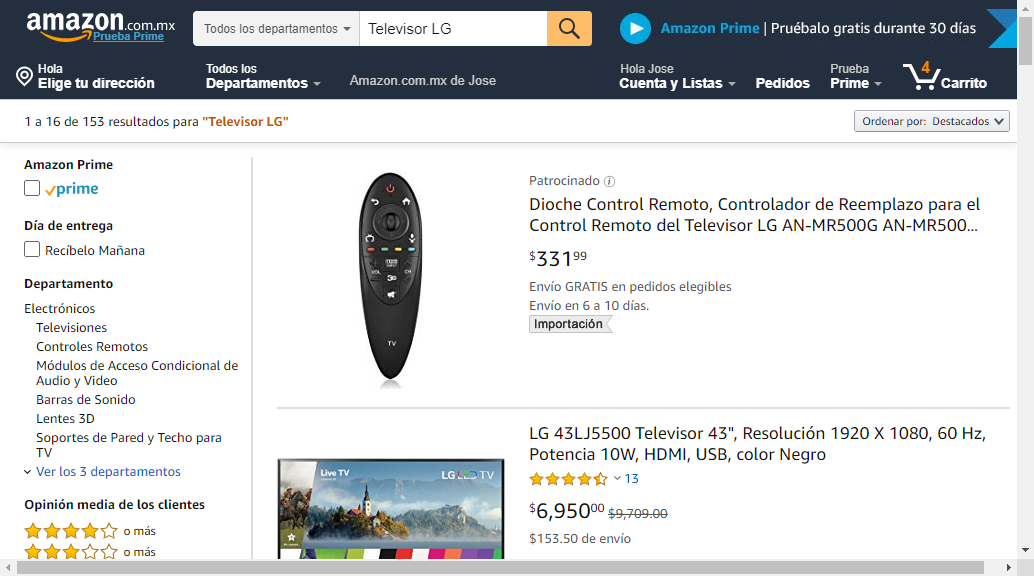 amazon.com.mx
Prueba Prime
Todos los departamentos
Televisor LG
Amazon Prime | Pruébalo gratis durante 30 días
Hola
Elige tu dirección
Todos los
Departamentos
Amazon.com.mx de Jose
Hola Jose
Cuenta y Listas
Pedidos
Prueba
Prime
4
Carrito
1 a 16 de 153 resultados para "Televisor LG"
Ordenar por: Destacados
Amazon Prime
prime
Día de entrega
Recíbelo Mañana
Departamento
Electrónicos
Televisiones
Controles Remotos
Módulos de Acceso Condicional de
Audio y Video
Barras de Sonido
Lentes 3D
Soportes de Pared y Techo para
TV
Ver los 3 departamentos
Opinión media de los clientes
o más
o más
VOL
CH
3D
TV
Patrocinado
Dioche Control Remoto, Controlador de Reemplazo para el
Control Remoto del Televisor LG AN-MR500G AN-MR500...
$33199
Envío GRATIS en pedidos elegibles
Envío en 6 a 10 días.
Importación
Live TV
LG LED TV
LG 43LJ5500 Televisor 43", Resolución 1920 X 1080, 60 Hz,
Potencia 10W, HDMI, USB, color Negro
13
$6,95000 $9,709.00
$153.50 de envío